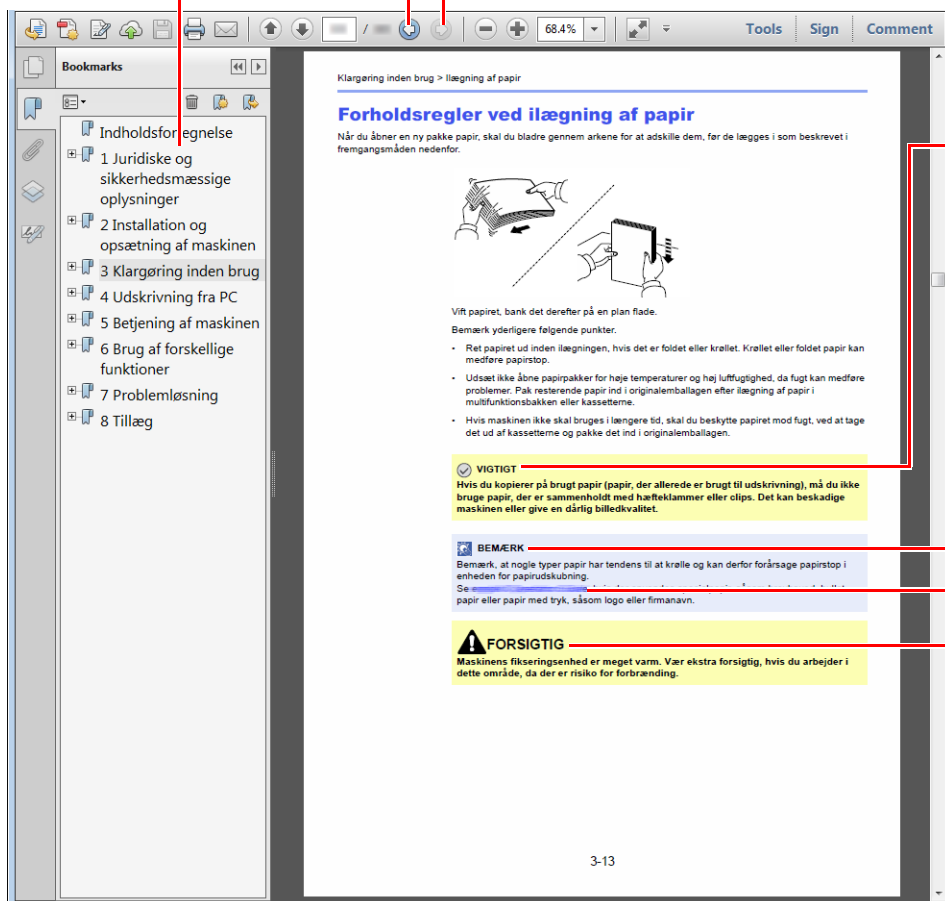 /
68.4%
Tools
Sign
Comment
Bookmarks
Indholdsfortegnelse
1 Juridiske og
sikkerhedsmæssige
oplysninger
2 Installation og
opsætning af maskinen
3 Klargøring inden brug
4 Udskrivning fra PC
5 Betjening af maskinen
6 Brug af forskellige
funktioner
7 Problemløsning
8 Tillæg
Klargøring inden brug > Ilægning af papir
Forholdsregler ved ilægning af papir
Når du åbner en ny pakke papir, skal du bladre gennem arkene for at adskille dem, før de lægges i som beskrevet i
fremgangsmåden nedenfor.
Vift papiret, bank det derefter på en plan flade.
Bemærk yderligere følgende punkter.
• Ret papiret ud inden ilægningen, hvis det er foldet eller krøllet. Krøllet eller foldet papir kan
medføre papirstop.
• Udsæt ikke åbne papirpakker for høje temperaturer og høj luftfugtighed, da fugt kan medføre
problemer. Pak resterende papir ind i originalemballagen efter ilægning af papir i
multifunktionsbakken eller kassetterne.
• Hvis maskinen ikke skal bruges i længere tid, skal du beskytte papiret mod fugt, ved at tage
det ud af kassetterne og pakke det ind i originalemballagen.
VIGTIGT
Hvis du kopierer på brugt papir (papir, der allerede er brugt til udskrivning), må du ikke
bruge papir, der er sammenholdt med hæfteklammer eller clips. Det kan beskadige
maskinen eller give en dårlig billedkvalitet.
BEMÆRK
Bemærk, at nogle typer papir har tendens til at krølle og kan derfor forårsage papirstop i
enheden for papirudskubning.
Se
papir eller papir med tryk, såsom logo eller firmanavn.
FORSIGTIG
Maskinens fikseringsenhed er meget varm. Vær ekstra forsigtig, hvis du arbejder i
dette område, da der er risiko for forbrænding.
3-13